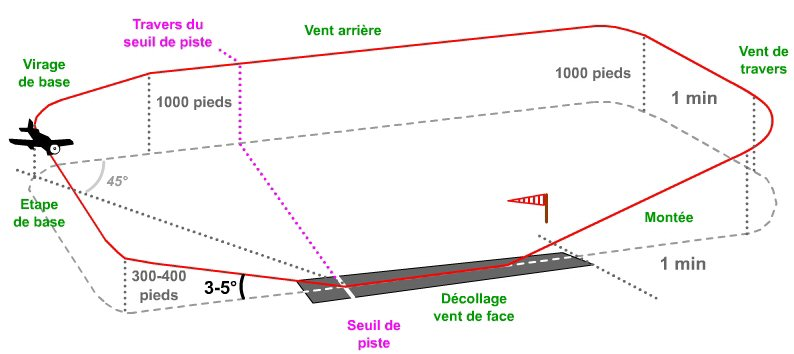 Travers du
seuil de piste
Vent arrière
Vent de
travers
Virage
de base
1000 pieds
1000 pieds
1 min
45°
Etape
de base
Montée
1 min
300-400
pieds
3-5°
Décollage
vent de face
Seuil de
piste